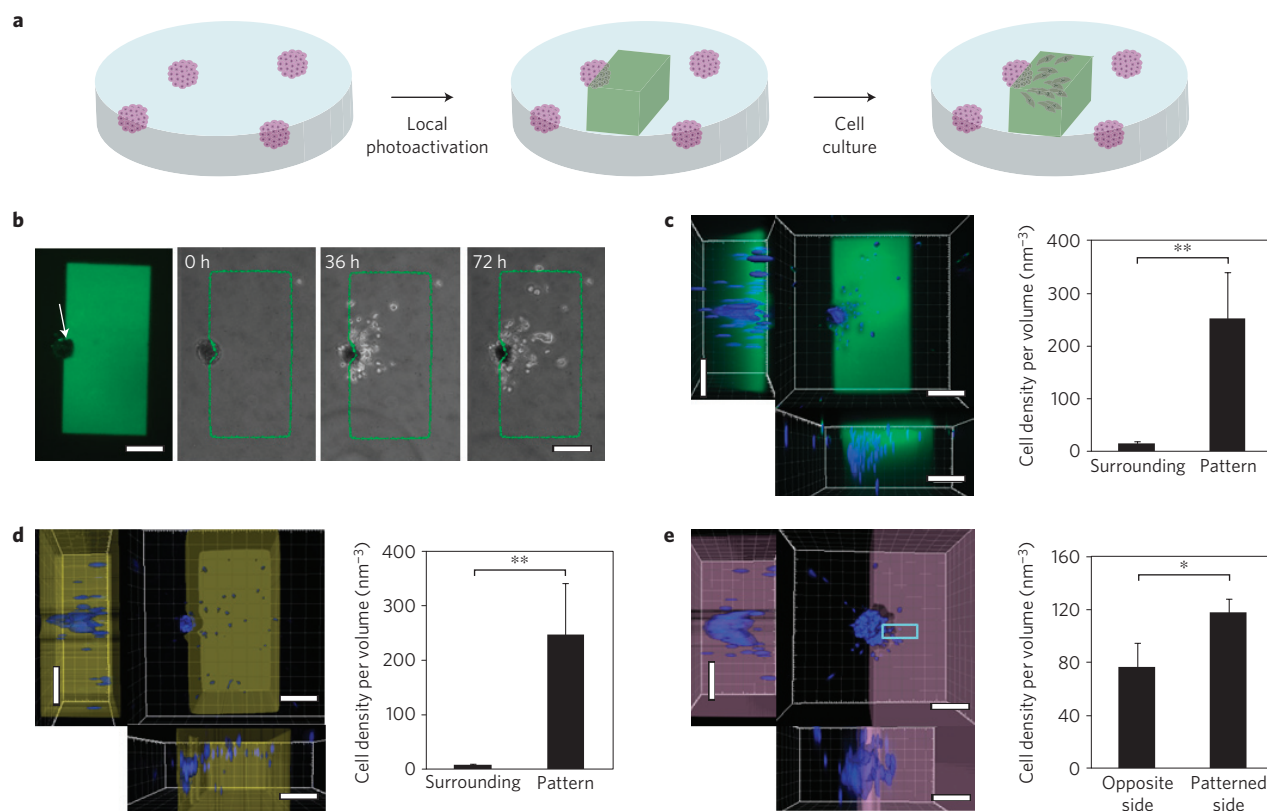 a
Local
photoactivation
Cell
culture
b
0 h
36 h
72 h
c
Cell density per volume (nm⁻³)
400
300
200
100
0
**
Surrounding
Pattern
d
Cell density per volume (nm⁻³)
400
300
200
100
0
**
Surrounding
Pattern
e
Cell density per volume (nm⁻³)
160
120
80
40
0
*
Opposite
side
Patterned
side